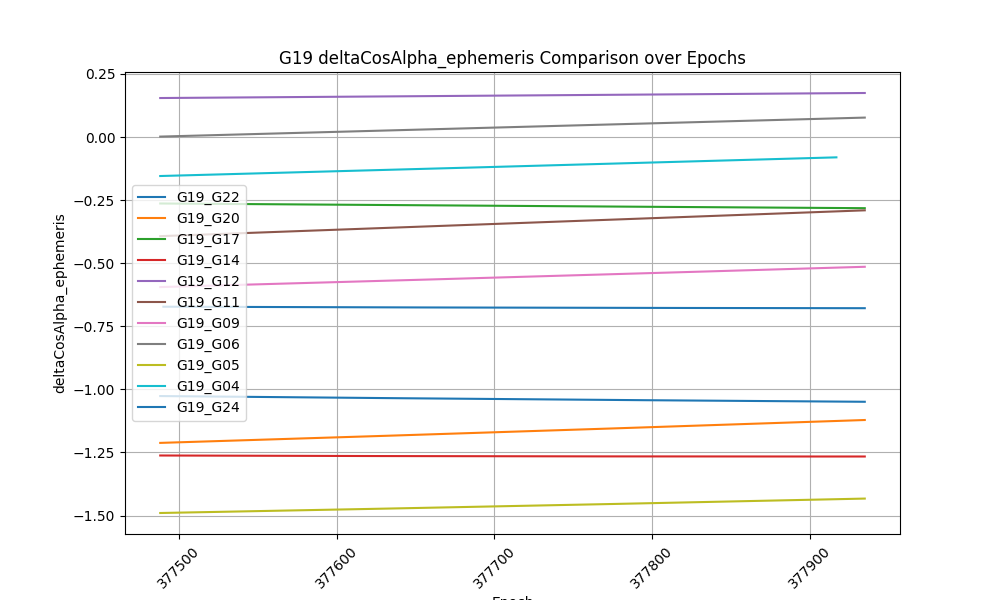 G19 deltaCosAlpha_ephemeris Comparison over Epochs
deltaCosAlpha_ephemeris
0.25
0.00
−0.25
−0.50
−0.75
−1.00
−1.25
−1.50
G19_G22
G19_G20
G19_G17
G19_G14
G19_G12
G19_G11
G19_G09
G19_G06
G19_G05
G19_G04
G19_G24
377500
377600
377700
377800
377900
Epoch